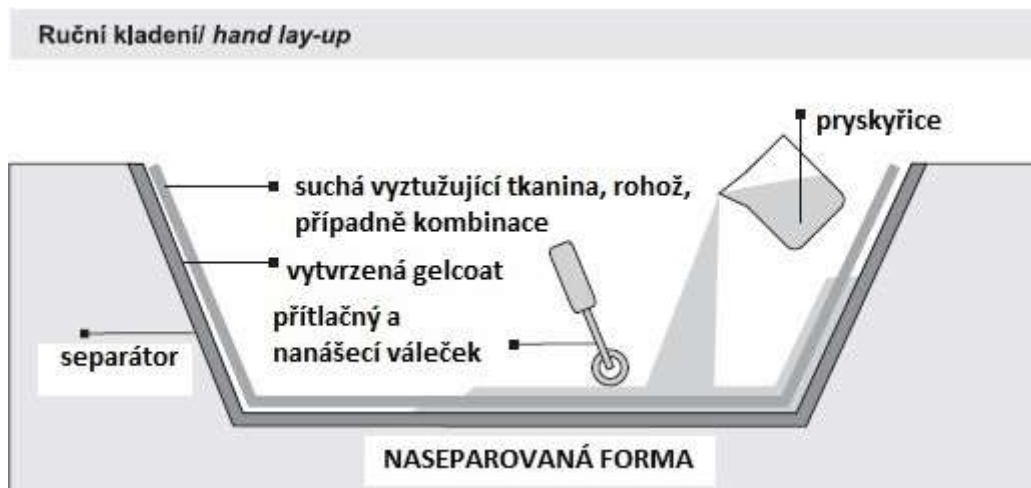 Ruční kladení/ hand lay-up
pryskyřice
suchá vyztužující tkanina, rohož,
případně kombinace
vytvrzená gelcoat
přítlačný a
nanášecí váleček
separátor
NASEPAROVANÁ FORMA